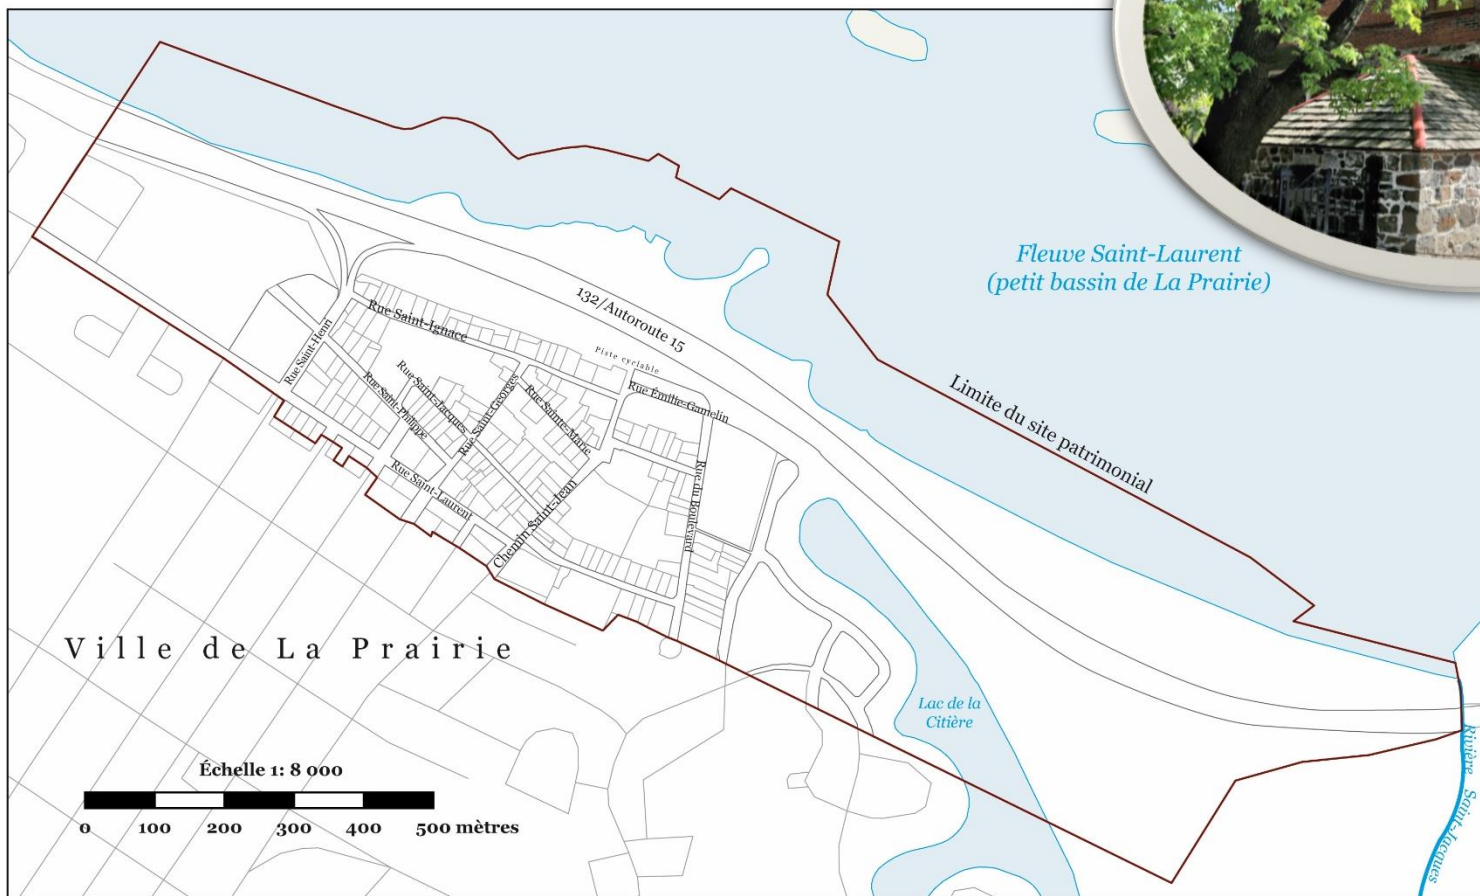 Fleuve Saint-Laurent
(petit bassin de La Prairie)
132/Autoroute 15
Rue Saint-Ignace
Rue Saint-Henri
Piste cyclable
Rue Saint-Jacques
Rue Saint-Georges
Rue Saint-Philippe
Rue Sainte-Marie
Rue Émilie-Gamelin
Limite du site patrimonial
Rue Saint-Laurent
Chemin Saint-Jean
Rue du Boulevard
Ville de La Prairie
Lac de la
Citière
Rivière Saint-Jacques
Échelle 1: 8 000
0 100 200 300 400 500 mètres